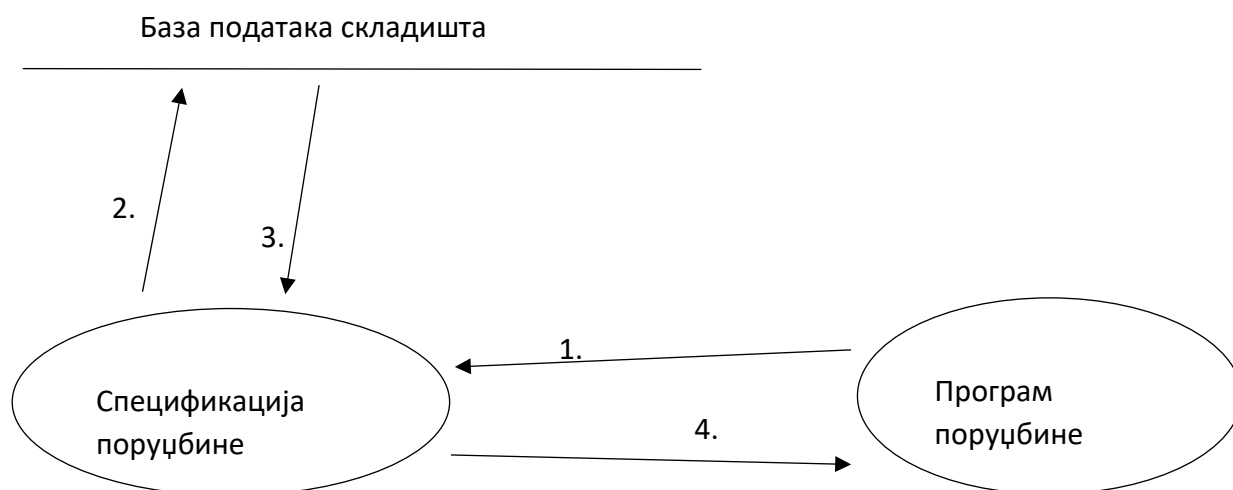 База података складишта
2.
3.
1.
Спецификација
поруџбине
4.
Програм
поруџбине